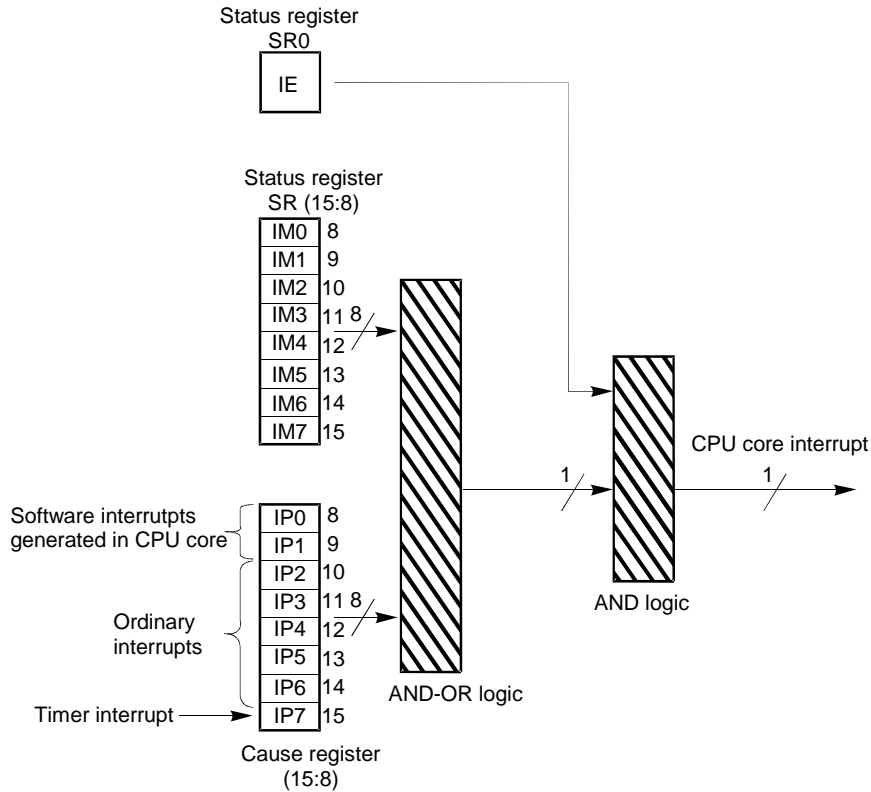 Status register
SR0
IE
Status register
SR (15:8)
IM0 8
IM1 9
IM2 10
IM3 11 8
IM4 12
IM5 13
IM6 14
IM7 15
CPU core interrupt
1
1
AND logic
Software interrutpts
generated in CPU core
IP0 8
IP1 9
IP2 10
IP3 11 8
IP4 12
IP5 13
IP6 14
IP7 15
Ordinary
interrupts
AND-OR logic
Timer interrupt
Cause register
(15:8)